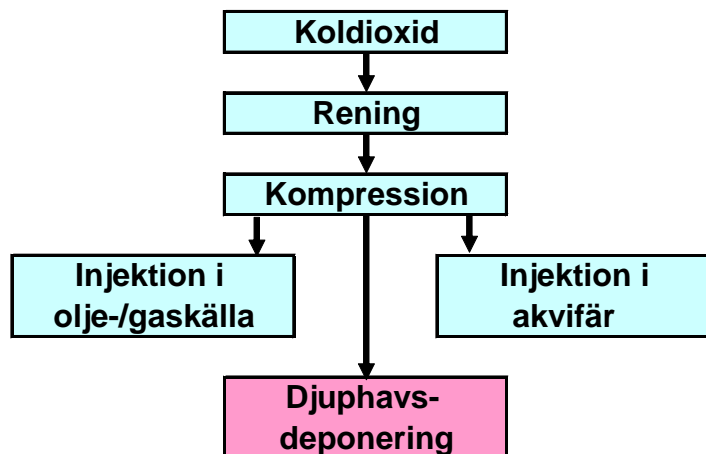 Koldioxid
Rening
Kompression
Injektion i
olje-/gaskälla
Injektion i
akvifär
Djuphavs-
deponering